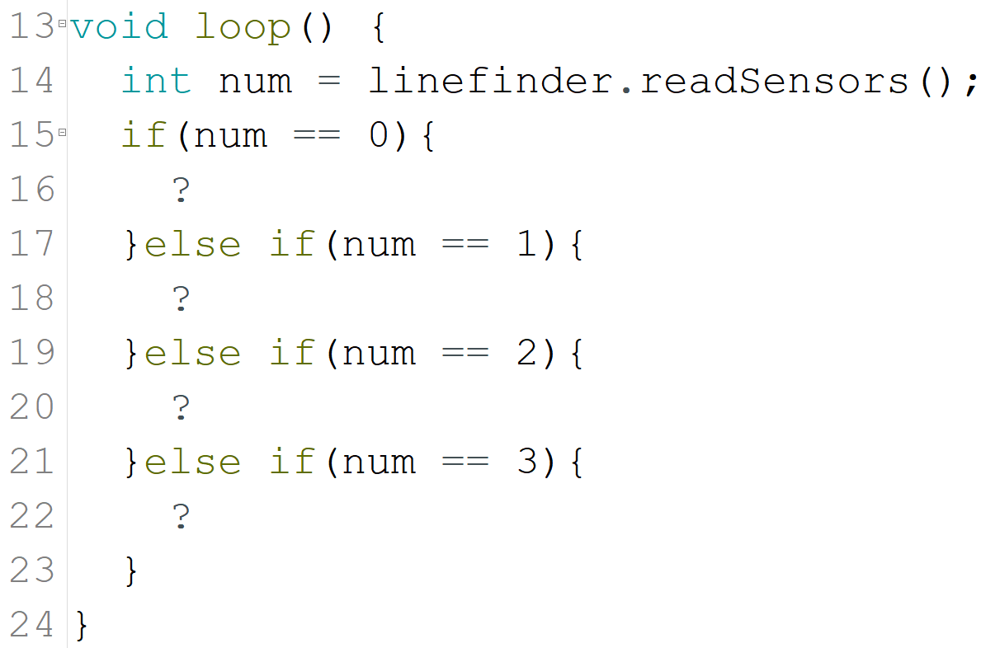 13 void loop() {
14 int num = linefinder.readSensors();
15 if(num == 0){
16 ?
17 }else if(num == 1){
18 ?
19 }else if(num == 2){
20 ?
21 }else if(num == 3){
22 ?
23 }
24 }